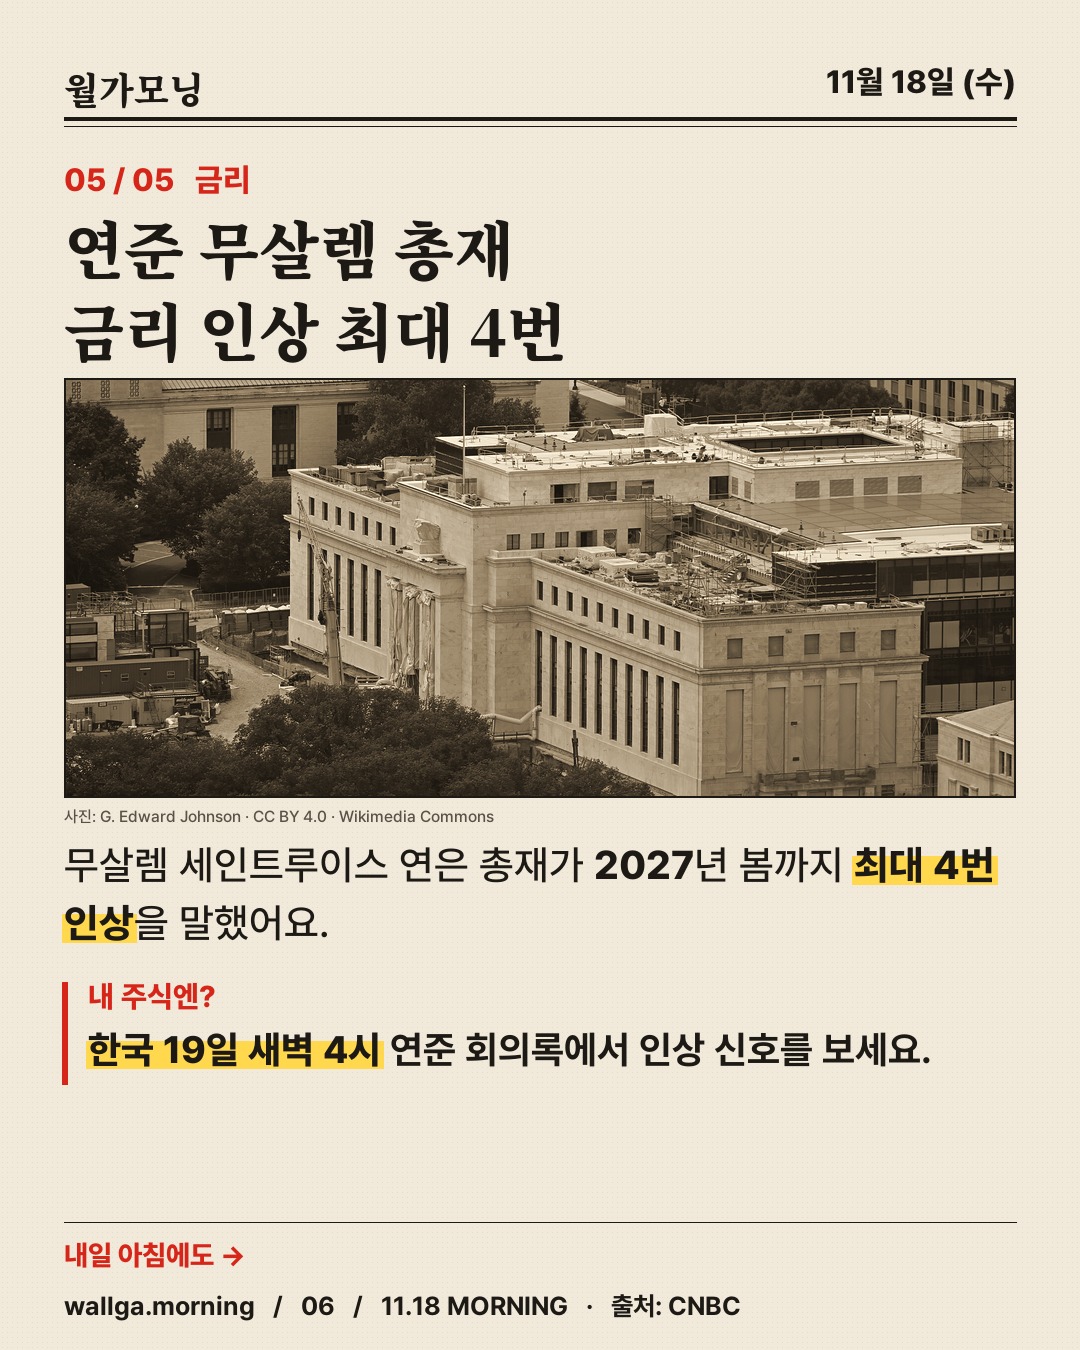 월가모닝
11월 18일 (수)
05 / 05 금리
연준 무살렘 총재
금리 인상 최대 4번
사진: G. Edward Johnson · CC BY 4.0 · Wikimedia Commons
무살렘 세인트루이스 연은 총재가 2027년 봄까지 최대 4번
인상을 말했어요.
내 주식엔?
한국 19일 새벽 4시 연준 회의록에서 인상 신호를 보세요.
내일 아침에도 →
wallga.morning / 06 / 11.18 MORNING · 출처: CNBC